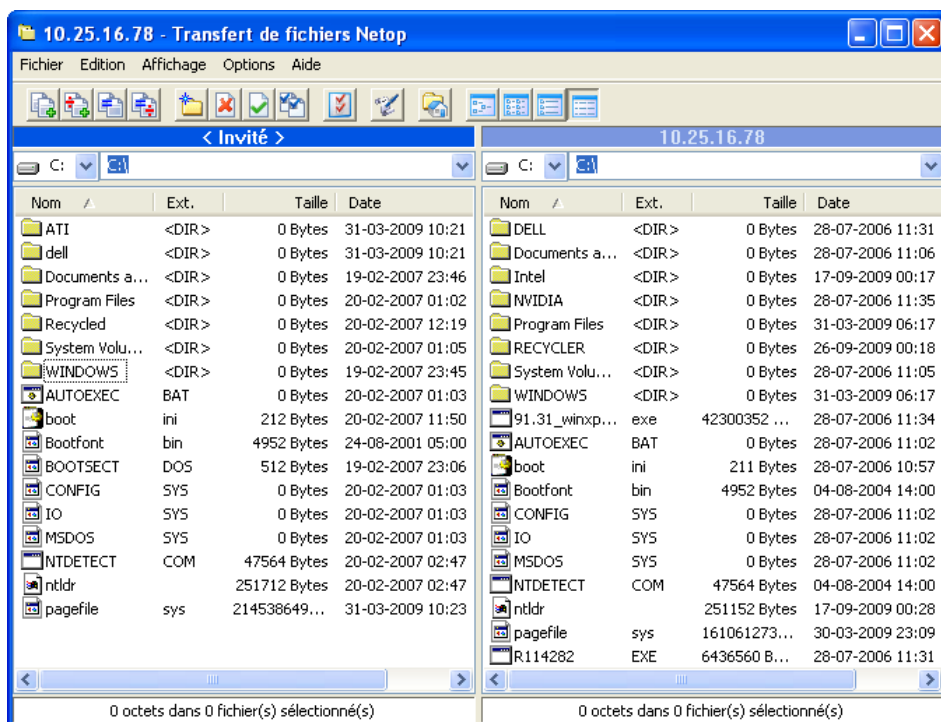 10.25.16.78 - Transfert de fichiers Netop
Fichier Edition Affichage Options Aide
< Invité >
C: C:\
Nom Ext. Taille Date
ATI <DIR> 0 Bytes 31-03-2009 10:21
dell <DIR> 0 Bytes 31-03-2009 10:21
Documents a... <DIR> 0 Bytes 19-02-2007 23:46
Program Files <DIR> 0 Bytes 20-02-2007 01:02
Recycled <DIR> 0 Bytes 20-02-2007 12:19
System Volu... <DIR> 0 Bytes 20-02-2007 01:05
WINDOWS <DIR> 0 Bytes 19-02-2007 23:45
AUTOEXEC BAT 0 Bytes 20-02-2007 01:03
boot ini 212 Bytes 20-02-2007 11:50
Bootfont bin 4952 Bytes 24-08-2001 05:00
BOOTSECT DOS 512 Bytes 19-02-2007 23:06
CONFIG SYS 0 Bytes 20-02-2007 01:03
IO SYS 0 Bytes 20-02-2007 01:03
MSDOS SYS 0 Bytes 20-02-2007 01:03
NTDETECT COM 47564 Bytes 20-02-2007 02:47
ntldr 251712 Bytes 20-02-2007 02:47
pagefile sys 214538649... 31-03-2009 10:23
0 octets dans 0 fichier(s) sélectionné(s)
10.25.16.78
C: C:\
Nom Ext. Taille Date
DELL <DIR> 0 Bytes 28-07-2006 11:31
Documents a... <DIR> 0 Bytes 28-07-2006 11:06
Intel <DIR> 0 Bytes 17-09-2009 00:17
NVIDIA <DIR> 0 Bytes 28-07-2006 11:35
Program Files <DIR> 0 Bytes 31-03-2009 06:17
RECYCLER <DIR> 0 Bytes 26-09-2009 00:18
System Volu... <DIR> 0 Bytes 28-07-2006 11:05
WINDOWS <DIR> 0 Bytes 31-03-2009 06:17
91.31_winxp... exe 42300352 ... 28-07-2006 11:34
AUTOEXEC BAT 0 Bytes 28-07-2006 11:02
boot ini 211 Bytes 28-07-2006 10:57
Bootfont bin 4952 Bytes 04-08-2004 14:00
CONFIG SYS 0 Bytes 28-07-2006 11:02
IO SYS 0 Bytes 28-07-2006 11:02
MSDOS SYS 0 Bytes 28-07-2006 11:02
NTDETECT COM 47564 Bytes 04-08-2004 14:00
ntldr 251152 Bytes 17-09-2009 00:28
pagefile sys 161061273... 30-03-2009 23:09
R114282 EXE 6436560 B... 28-07-2006 11:31
0 octets dans 0 fichier(s) sélectionné(s)